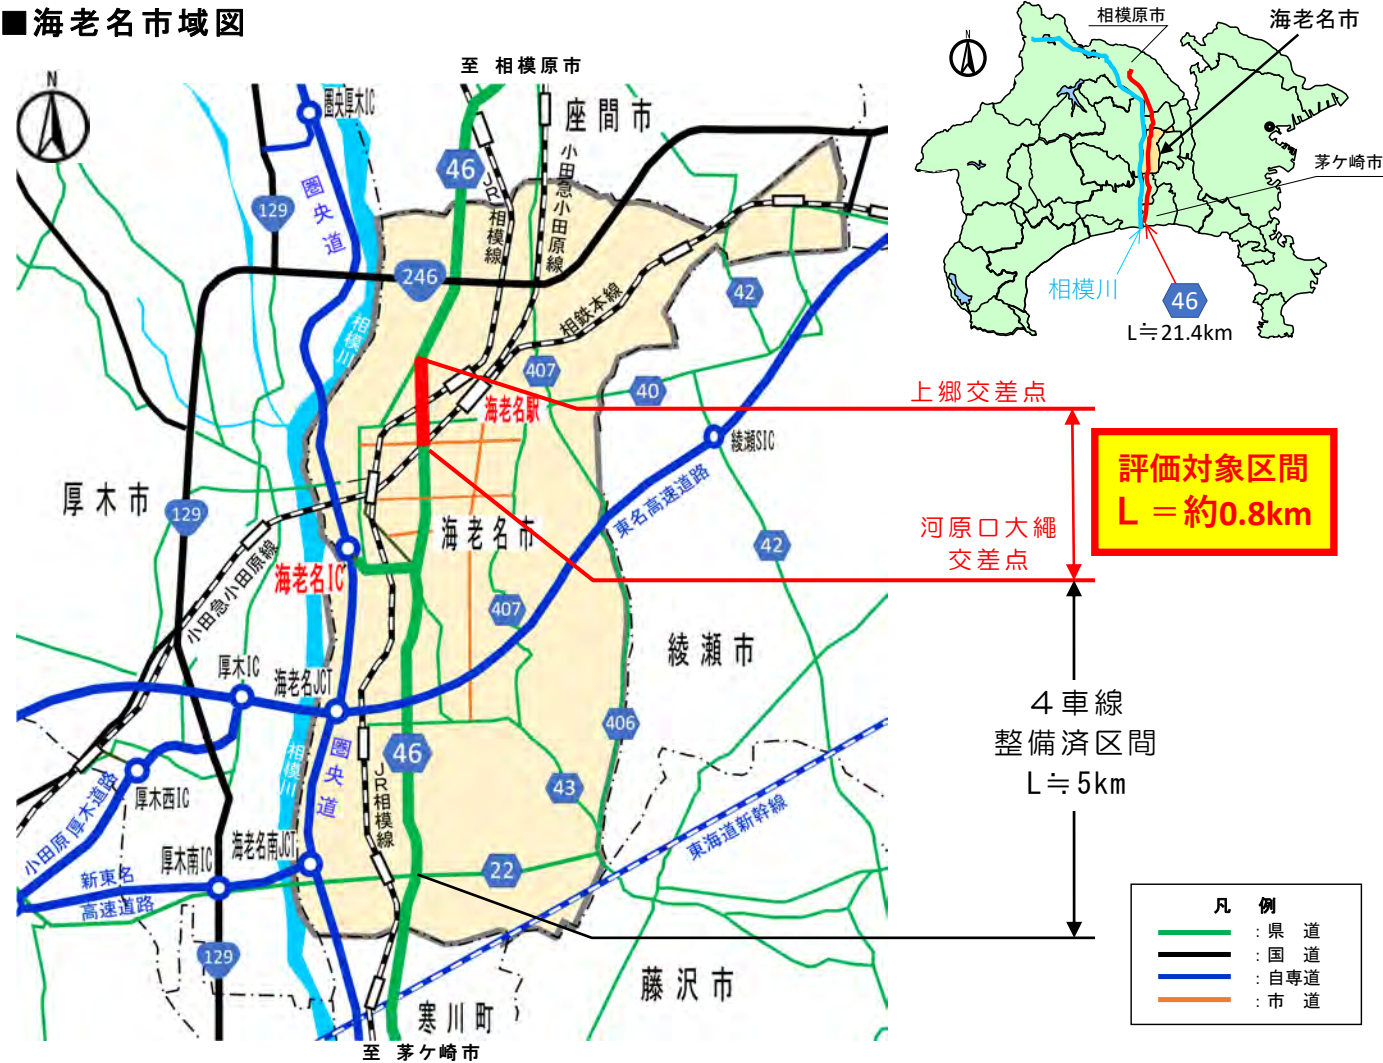 ■海老名市域図
至 相模原市
相模原市
海老名市
N
N
圏央厚木IC
座間市
46
小田急小田原線
JR相模線
茅ケ崎市
129
圏央道
246
相模川
46
L≒21.4km
42
相鉄本線
相模川
407
40
上郷交差点
海老名駅
綾瀬SIC
評価対象区間
L＝約0.8km
厚木市
129
東名高速道路
海老名市
河原口大縄
交差点
42
小田急小田原線
海老名IC
407
綾瀬市
厚木IC
海老名JCT
4車線
整備済区間
L≒5km
406
46
圏央道
相模川
JR相模線
43
厚木西IC
小田原厚木道路
東海道新幹線
海老名南JCT
厚木南IC
22
新東名
高速道路
凡 例
：県 道
：国 道
：自専道
：市 道
129
藤沢市
寒川町
至 茅ケ崎市